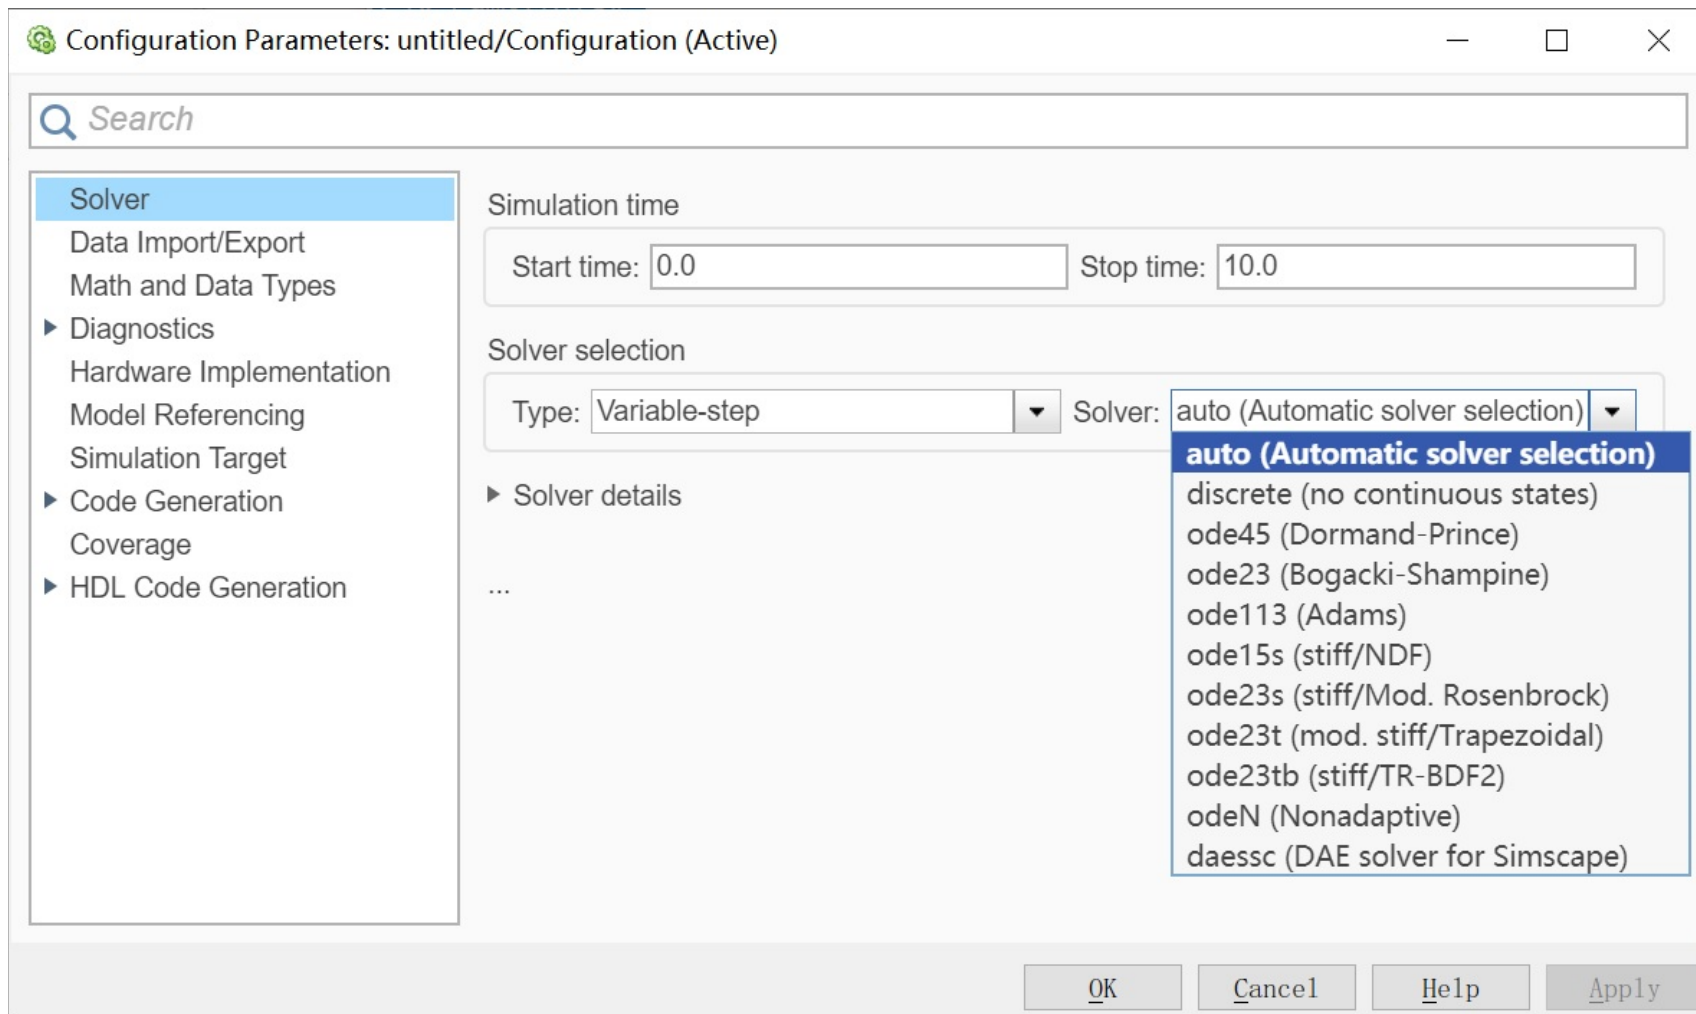 Configuration Parameters: untitled/Configuration (Active)
Search
Solver
Data Import/Export
Math and Data Types
Diagnostics
Hardware Implementation
Model Referencing
Simulation Target
Code Generation
Coverage
HDL Code Generation
Simulation time
Start time: 0.0 Stop time: 10.0
Solver selection
Type: Variable-step Solver: auto (Automatic solver selection)
auto (Automatic solver selection)
discrete (no continuous states)
ode45 (Dormand-Prince)
ode23 (Bogacki-Shampine)
ode113 (Adams)
ode15s (stiff/NDF)
ode23s (stiff/Mod. Rosenbrock)
ode23t (mod. stiff/Trapezoidal)
ode23tb (stiff/TR-BDF2)
odeN (Nonadaptive)
daessc (DAE solver for Simscape)
Solver details
...
OK Cancel Help Apply